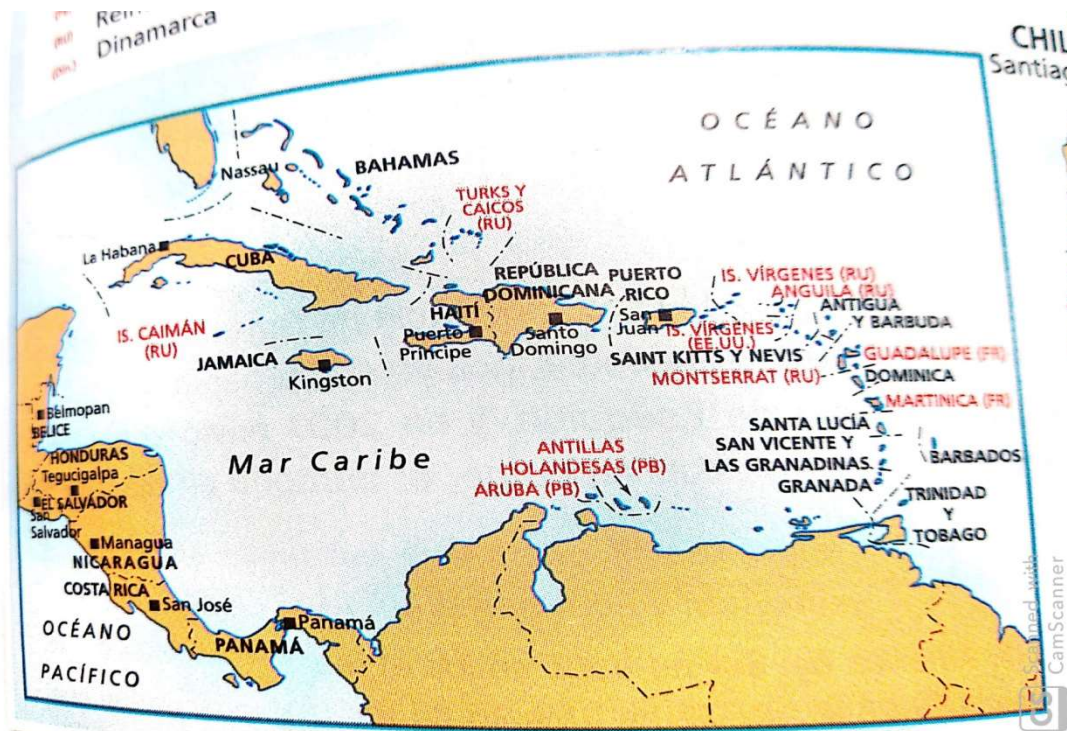 Dinamarca
CHIL
Santiag
OCÉANO
ATLÁNTICO
Nassau
BAHAMAS
TURKS Y
CAICOS
(RU)
La Habana
CUBA
REPÚBLICA
DOMINICANA
PUERTO
RICO
IS. VÍRGENES (RU)
ANGUILA (RU)
ANTIGUA
Y BARBUDA
HAITÍ
Puerto
Príncipe
Santo
Domingo
San
Juan
IS. VÍRGENES
(EE.UU.)
IS. CAIMÁN
(RU)
JAMAICA
Kingston
SAINT KITTS Y NEVIS
GUADALUPE (FR)
MONTSERRAT (RU)
DOMINICA
MARTINICA (FR)
Belmopan
BELICE
SANTA LUCÍA
SAN VICENTE Y
LAS GRANADINAS
BARBADOS
GRANADA
HONDURAS
Tegucigalpa
Mar Caribe
ANTILLAS
HOLANDESAS (PB)
ARUBA (PB)
EL SALVADOR
San
Salvador
TRINIDAD
Y
TOBAGO
Managua
NICARAGUA
COSTA RICA
San José
OCÉANO
PACÍFICO
PANAMÁ
Panamá
CS
Scanned with
CamScanner